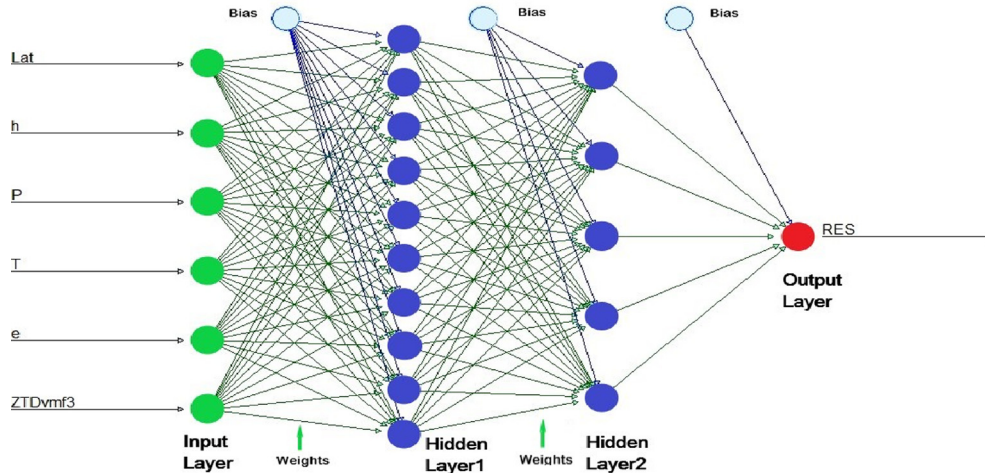 Bias
Bias
Bias
Lat
h
P
T
e
ZTDvmf3
RES
Output
Layer
Input
Layer
Weights
Hidden
Layer1
Weights
Hidden
Layer2